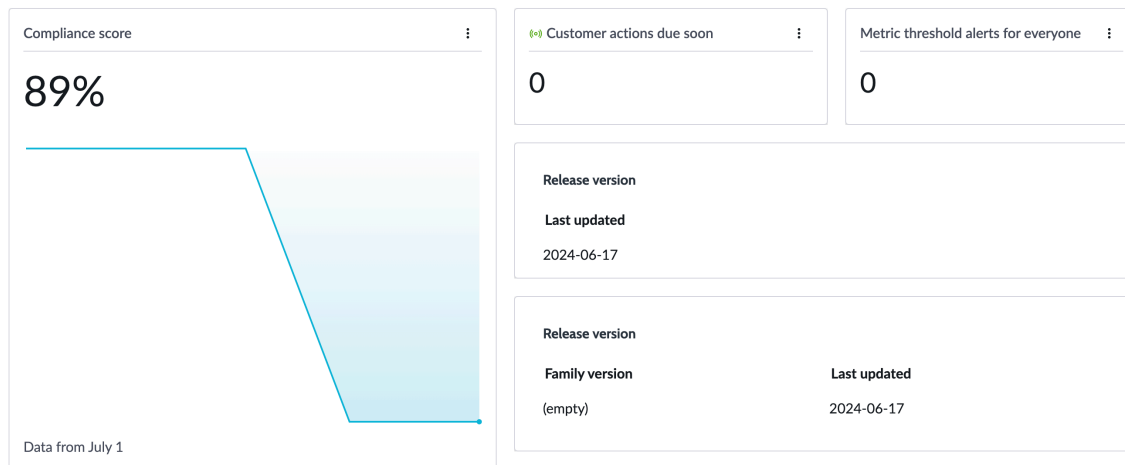 Compliance score
89%
Data from July 1
Customer actions due soon
0
Metric threshold alerts for everyone
0
Release version
Last updated
2024-06-17
Release version
Family version
Last updated
(empty)
2024-06-17